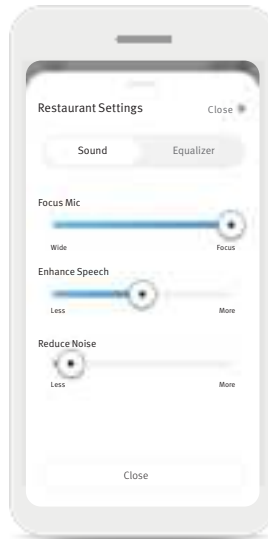 Restaurant Settings Close
Sound Equalizer
Focus Mic
Wide Focus
Enhance Speech
Less More
Reduce Noise
Less More
Close